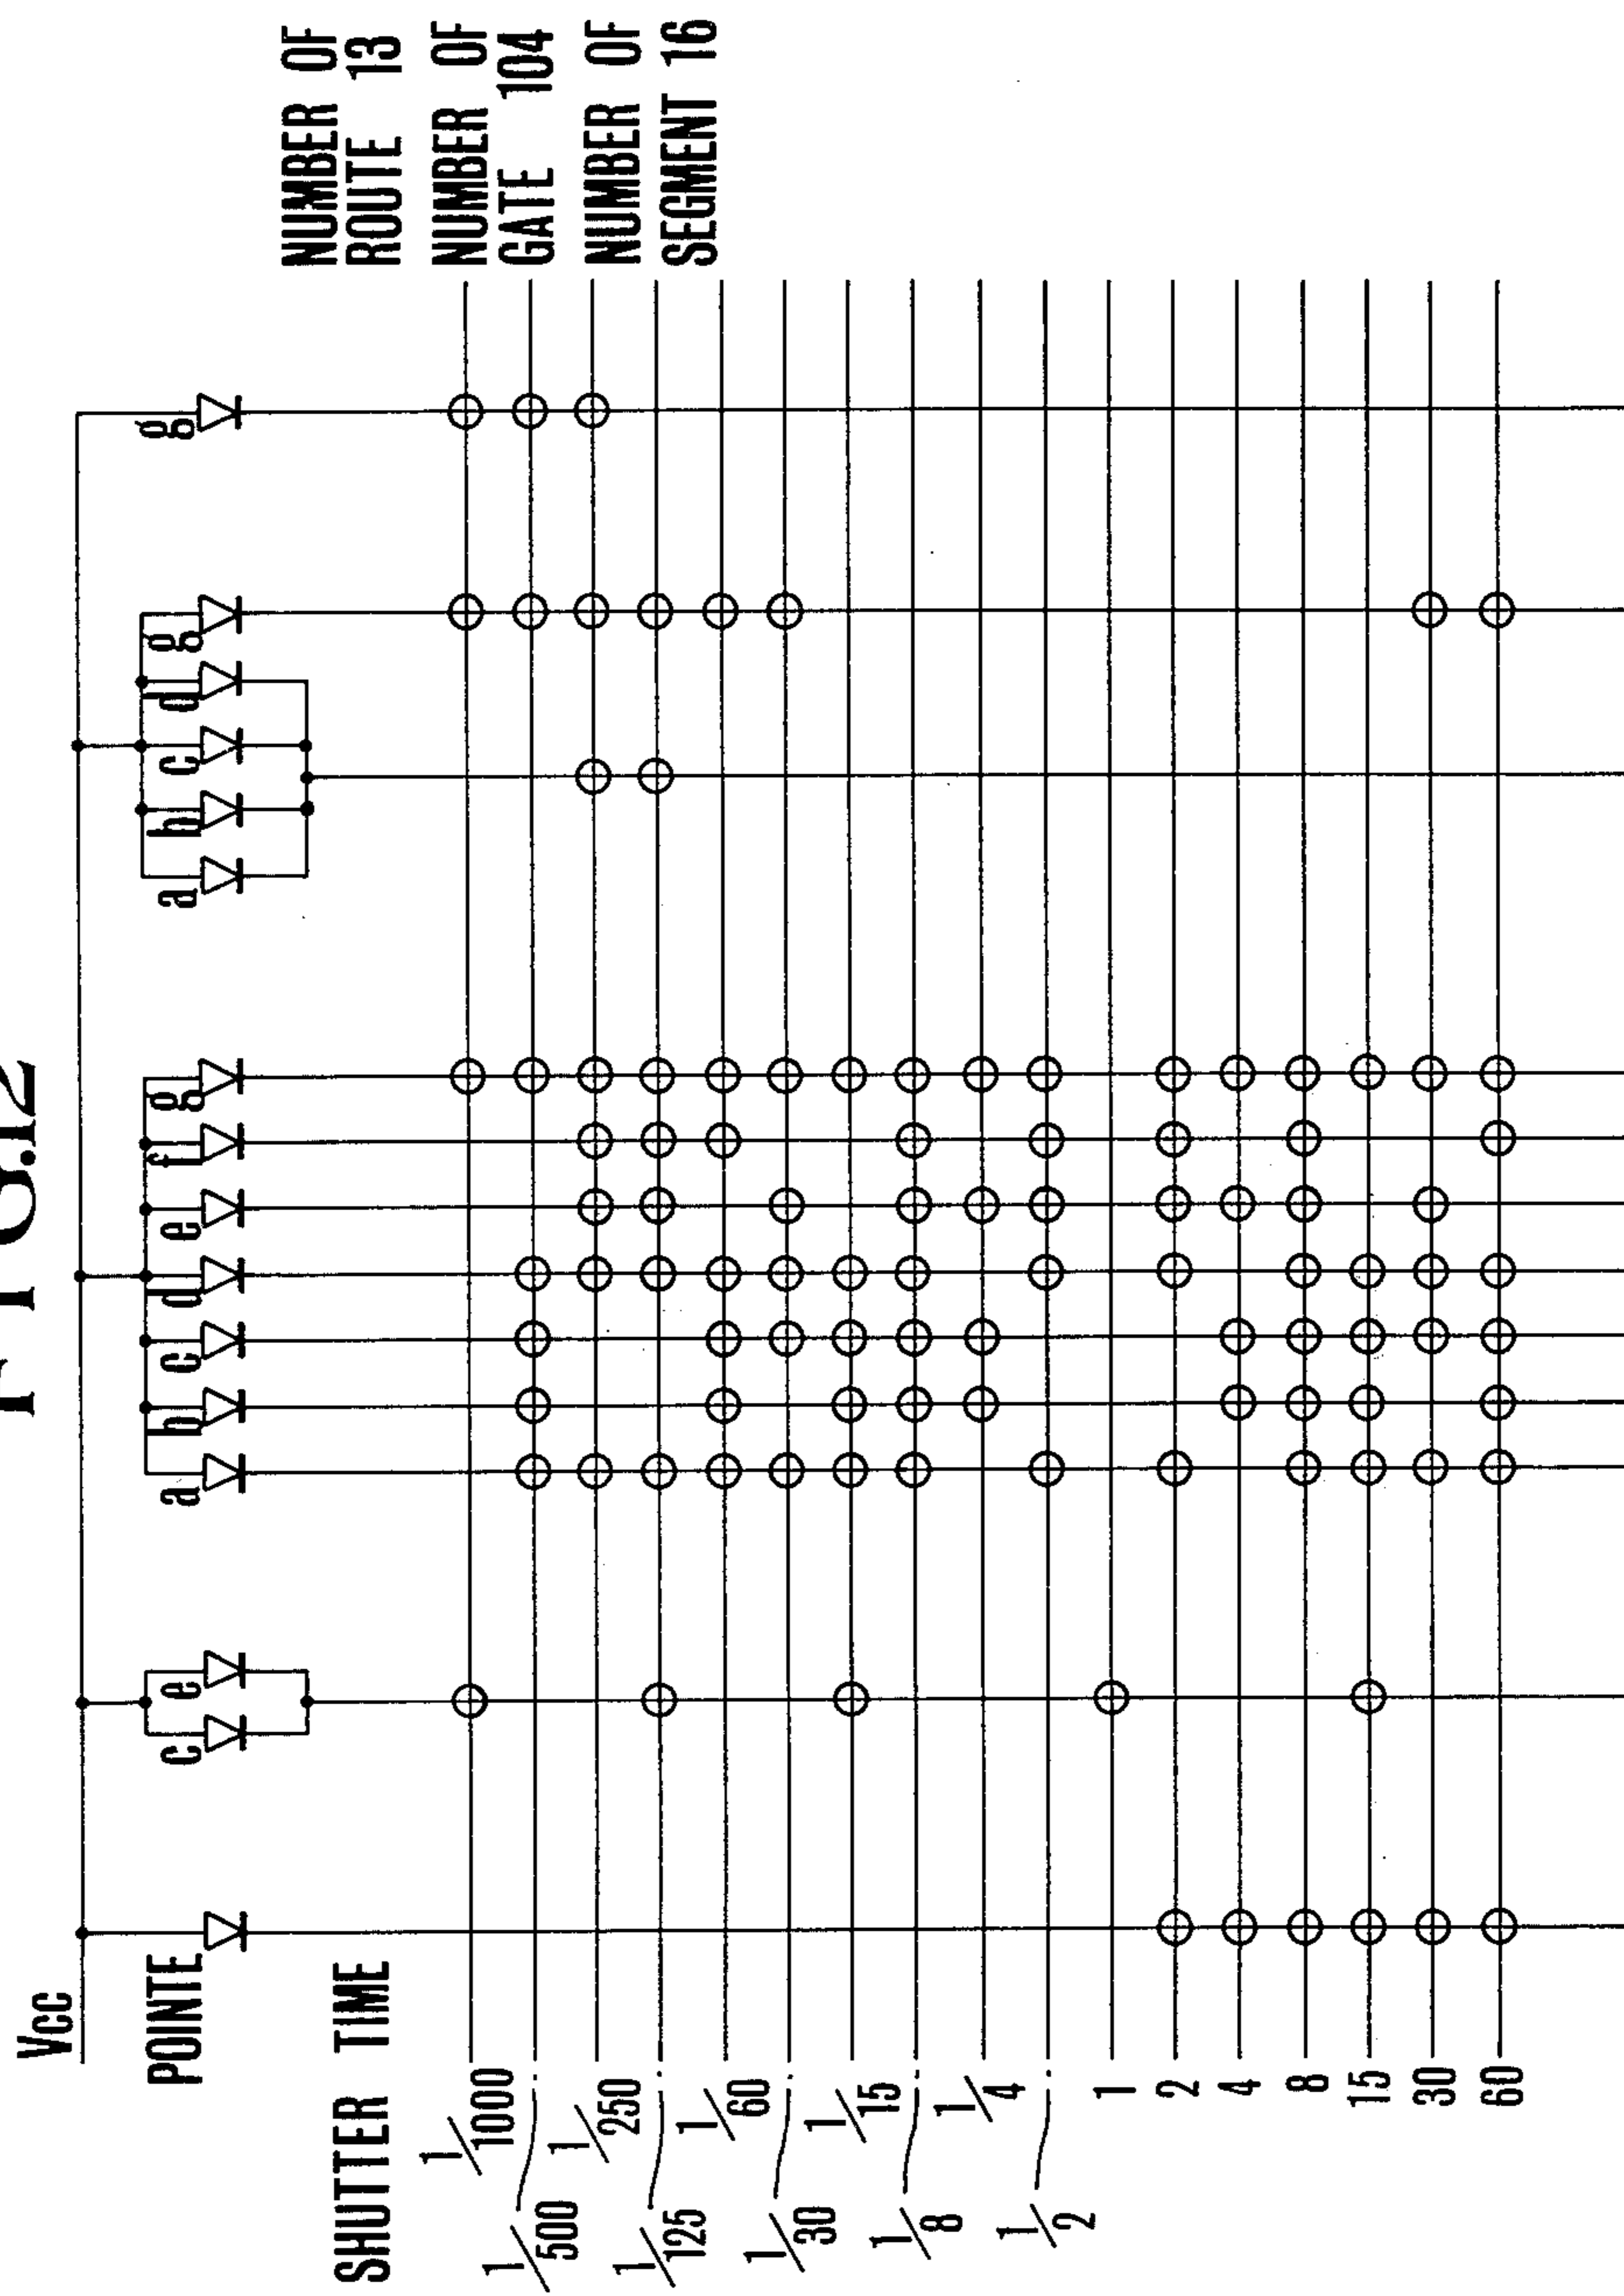 FIG.12
Vcc
POINTE
c e
a b c d e f g
a b c d g
g
NUMBER OF
ROUTE 13
NUMBER OF
GATE 104
NUMBER OF
SEGMENT 16
SHUTTER TIME
1/1000
1/500
1/250
1/125
1/60
1/30
1/15
1/8
1/4
1/2
1
2
4
8
15
30
60